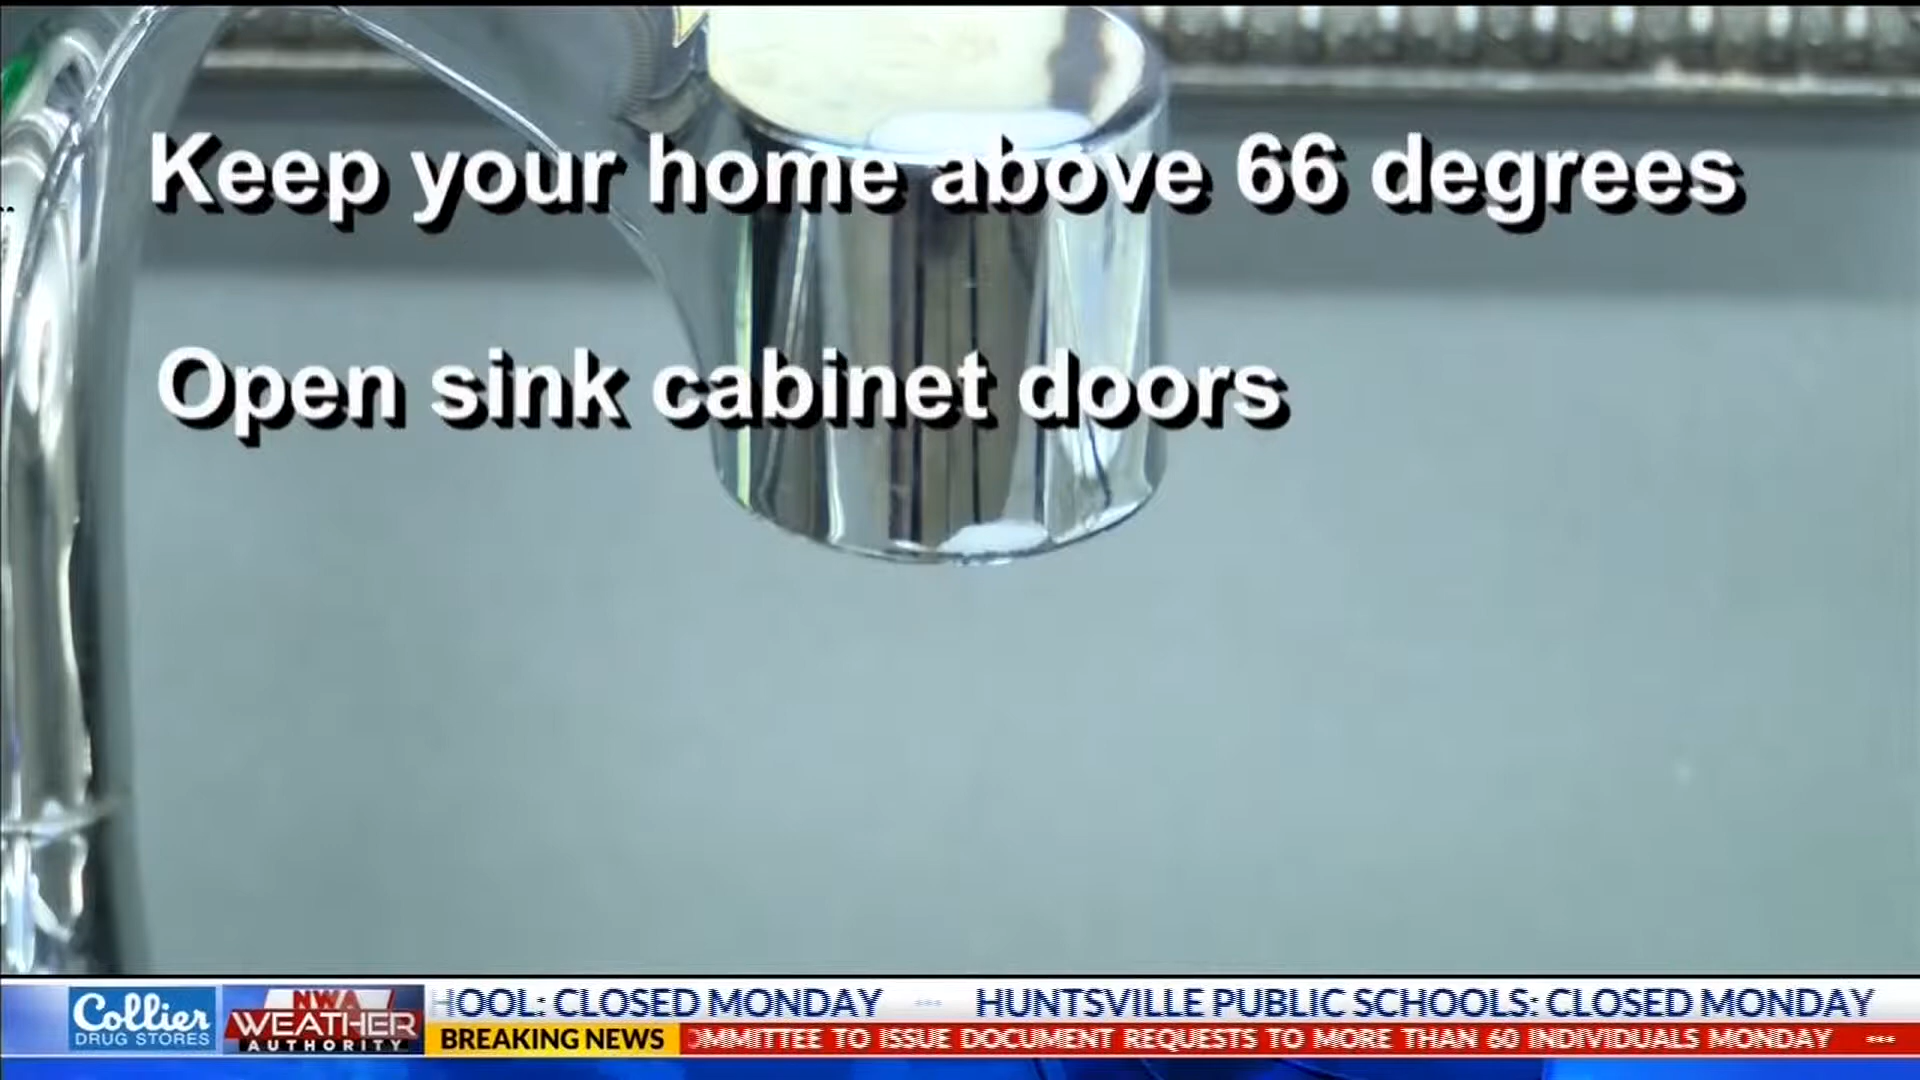 Keep your home above 66 degrees
Open sink cabinet doors
Collier
DRUG STORES
NWA
WEATHER
AUTHORITY
HOOL: CLOSED MONDAY --- HUNTSVILLE PUBLIC SCHOOLS: CLOSED MONDAY
BREAKING NEWS
OMMITTEE TO ISSUE DOCUMENT REQUESTS TO MORE THAN 60 INDIVIDUALS MONDAY ---